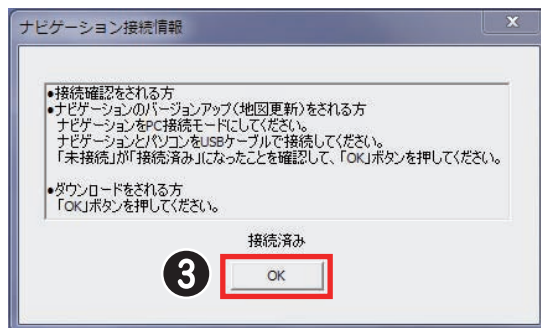 ナビゲーション接続情報
X
●接続確認をされる方
●ナビゲーションのバージョンアップ(地図更新)をされる方
ナビゲーションをPC接続モードにしてください。
ナビゲーションとパソコンをUSBケーブルで接続してください。
「未接続」が「接続済み」になったことを確認して、「OK」ボタンを押してください。
●ダウンロードをされる方
「OK」ボタンを押してください。
接続済み
3
OK